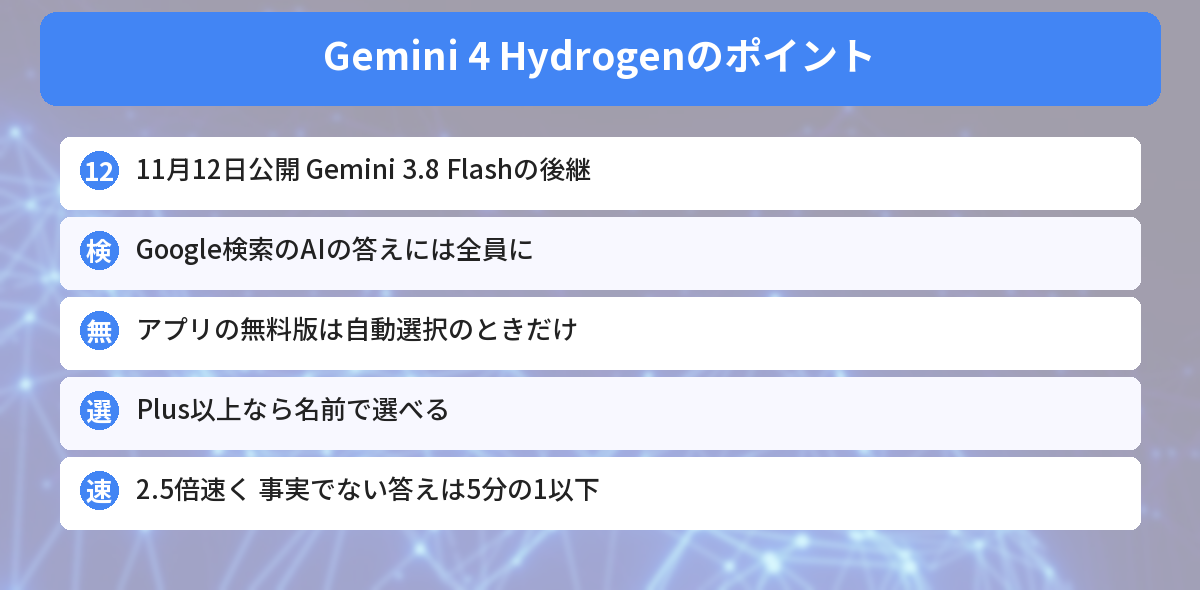 Gemini 4 Hydrogenのポイント
12 11月12日公開 Gemini 3.8 Flashの後継
検 Google検索のAIの答えには全員に
無 アプリの無料版は自動選択のときだけ
選 Plus以上なら名前で選べる
速 2.5倍速く 事実でない答えは5分の1以下